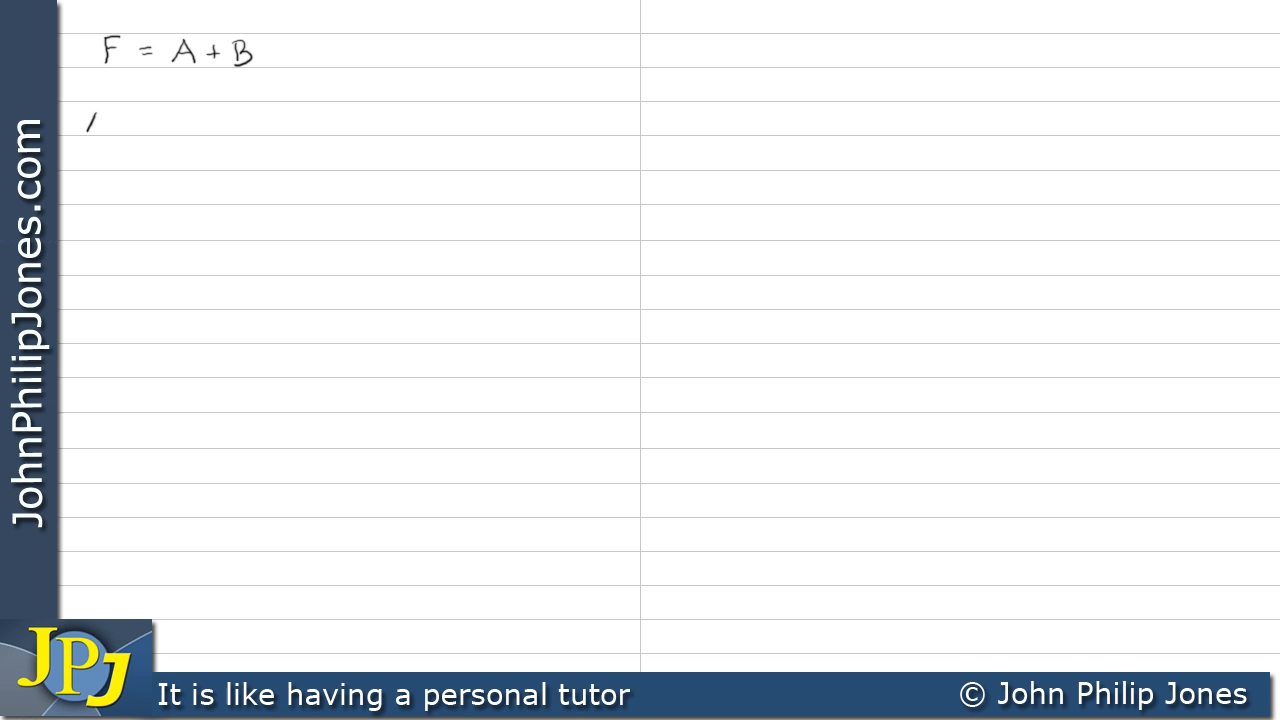 F = A + B
JohnPhilipJones.com
JPJ
It is like having a personal tutor
© John Philip Jones